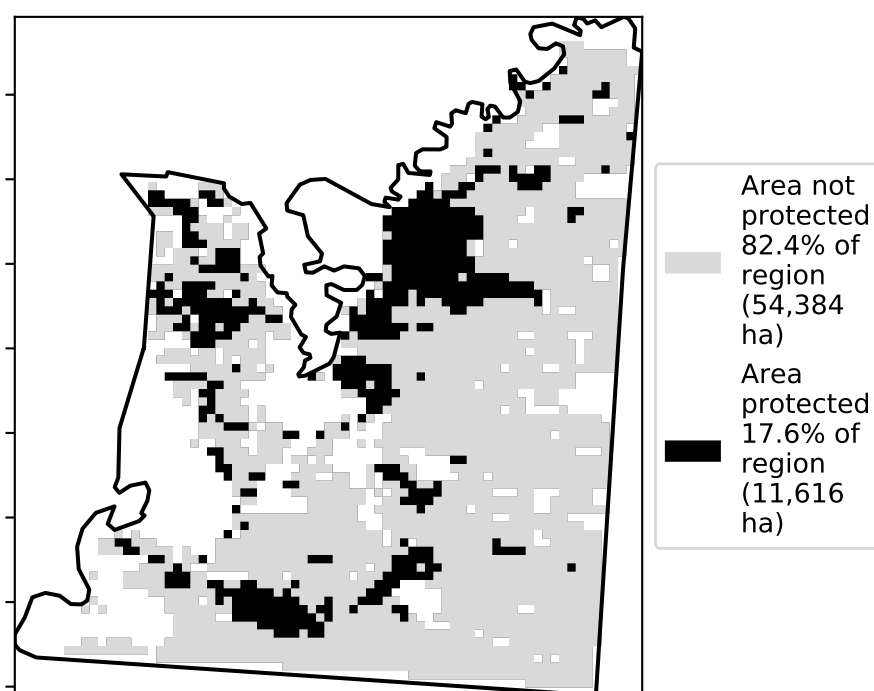 Area not
protected
82.4% of
region
(54,384
ha)
Area
protected
17.6% of
region
(11,616
ha)